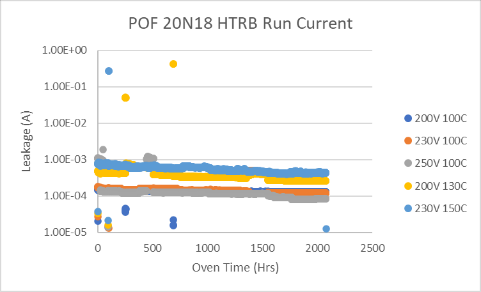 POF 20N18 HTRB Run Current
1.00E+00
1.00E-01
1.00E-02
1.00E-03
1.00E-04
1.00E-05
Leakage (A)
0 500 1000 1500 2000 2500
Oven Time (Hrs)
200V 100C
230V 100C
250V 100C
200V 130C
230V 150C